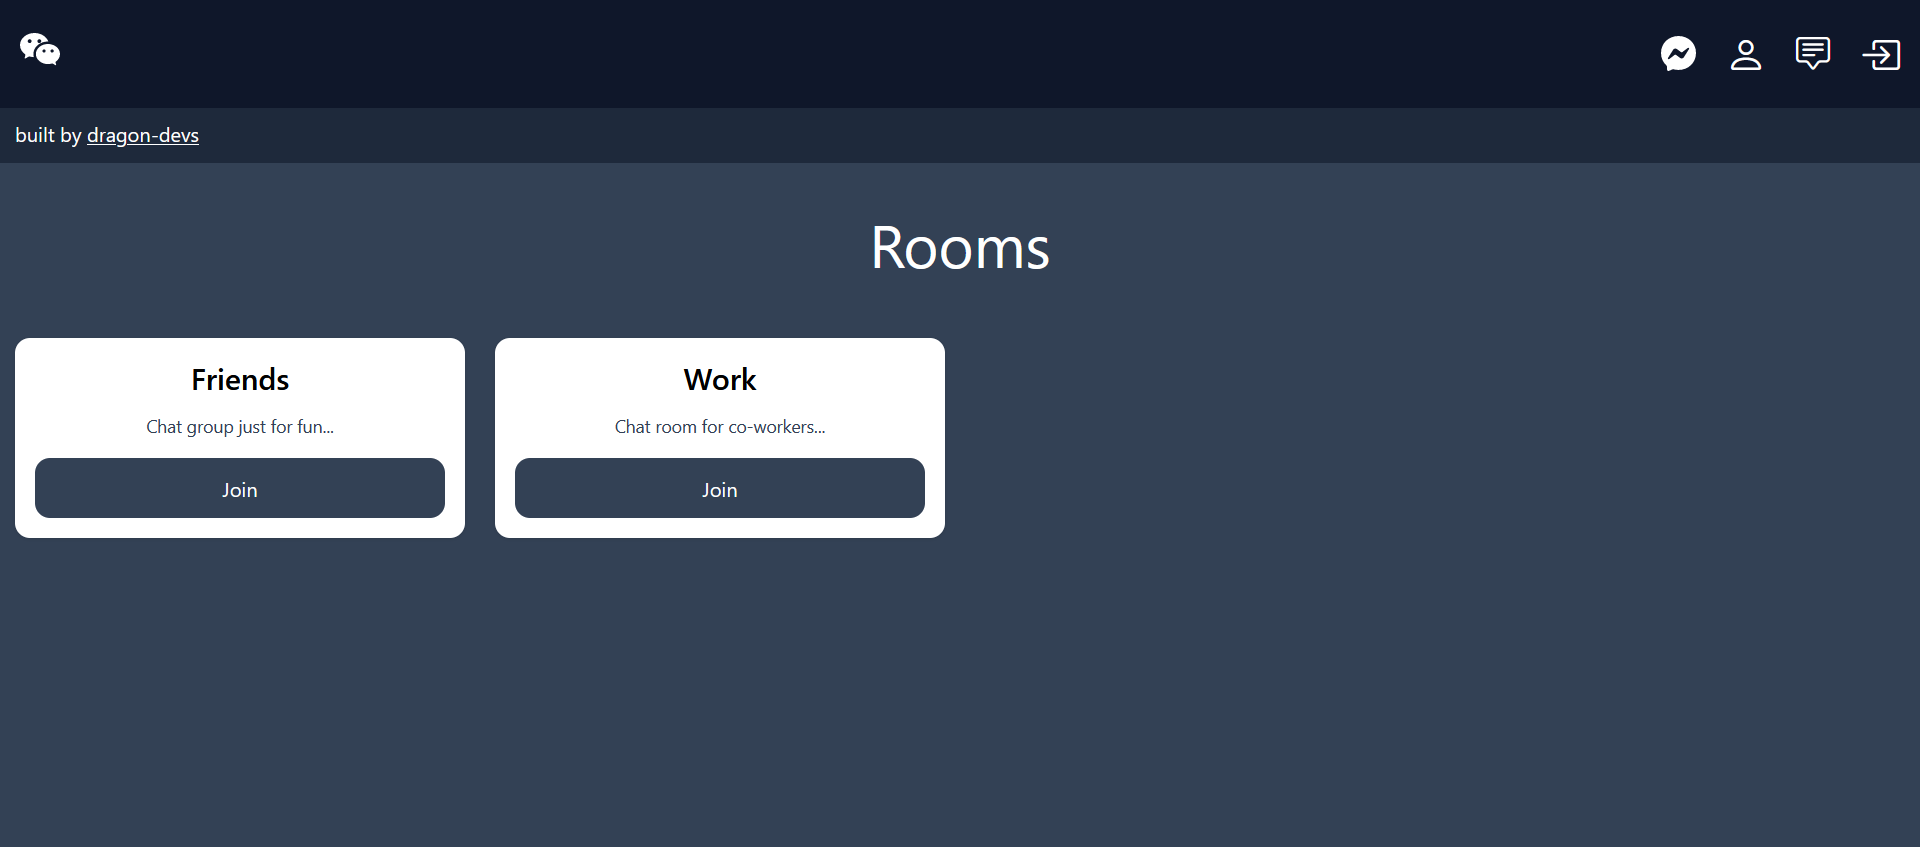 built by dragon-devs
Rooms
Friends
Chat group just for fun...
Join
Work
Chat room for co-workers...
Join